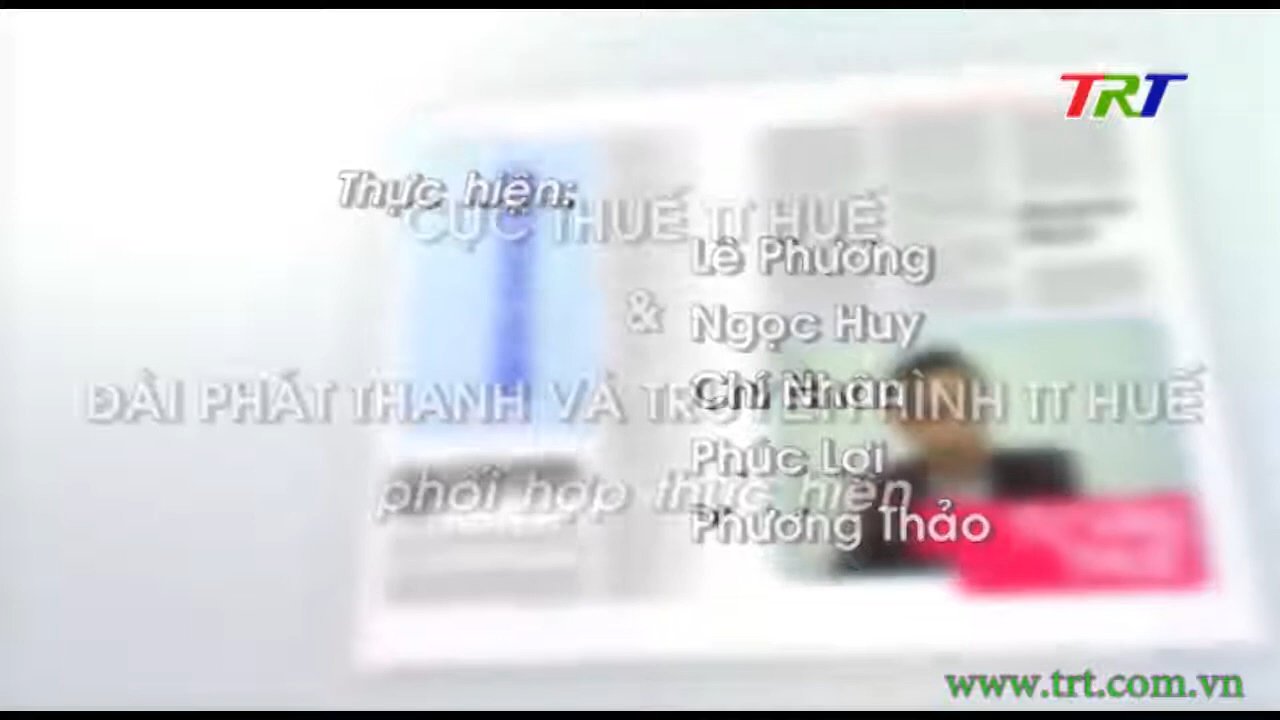 TRT
Thực hiện:
CỤC THUẾ TT HUẾ
Lê Phương
&
Ngọc Huy
Chí Nhân
ĐÀI PHÁT THANH VÀ TRUYỀN HÌNH TT HUẾ
Phúc Lợi
phối hợp thực hiện
Phương Thảo
www.trt.com.vn